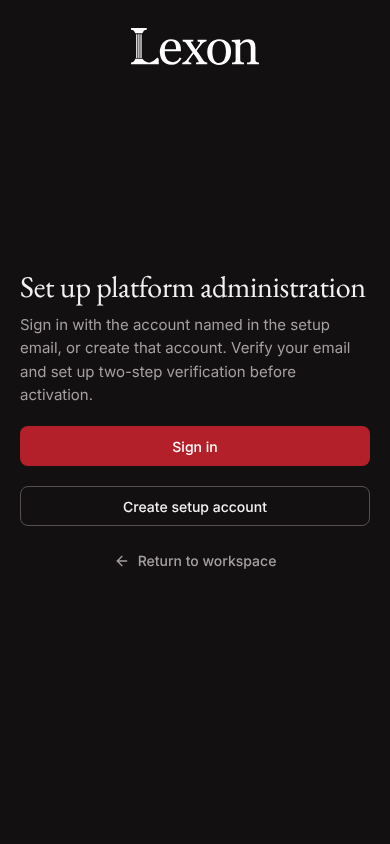 Lexon
Set up platform administration
Sign in with the account named in the setup
email, or create that account. Verify your email
and set up two-step verification before
activation.
Sign in
Create setup account
← Return to workspace